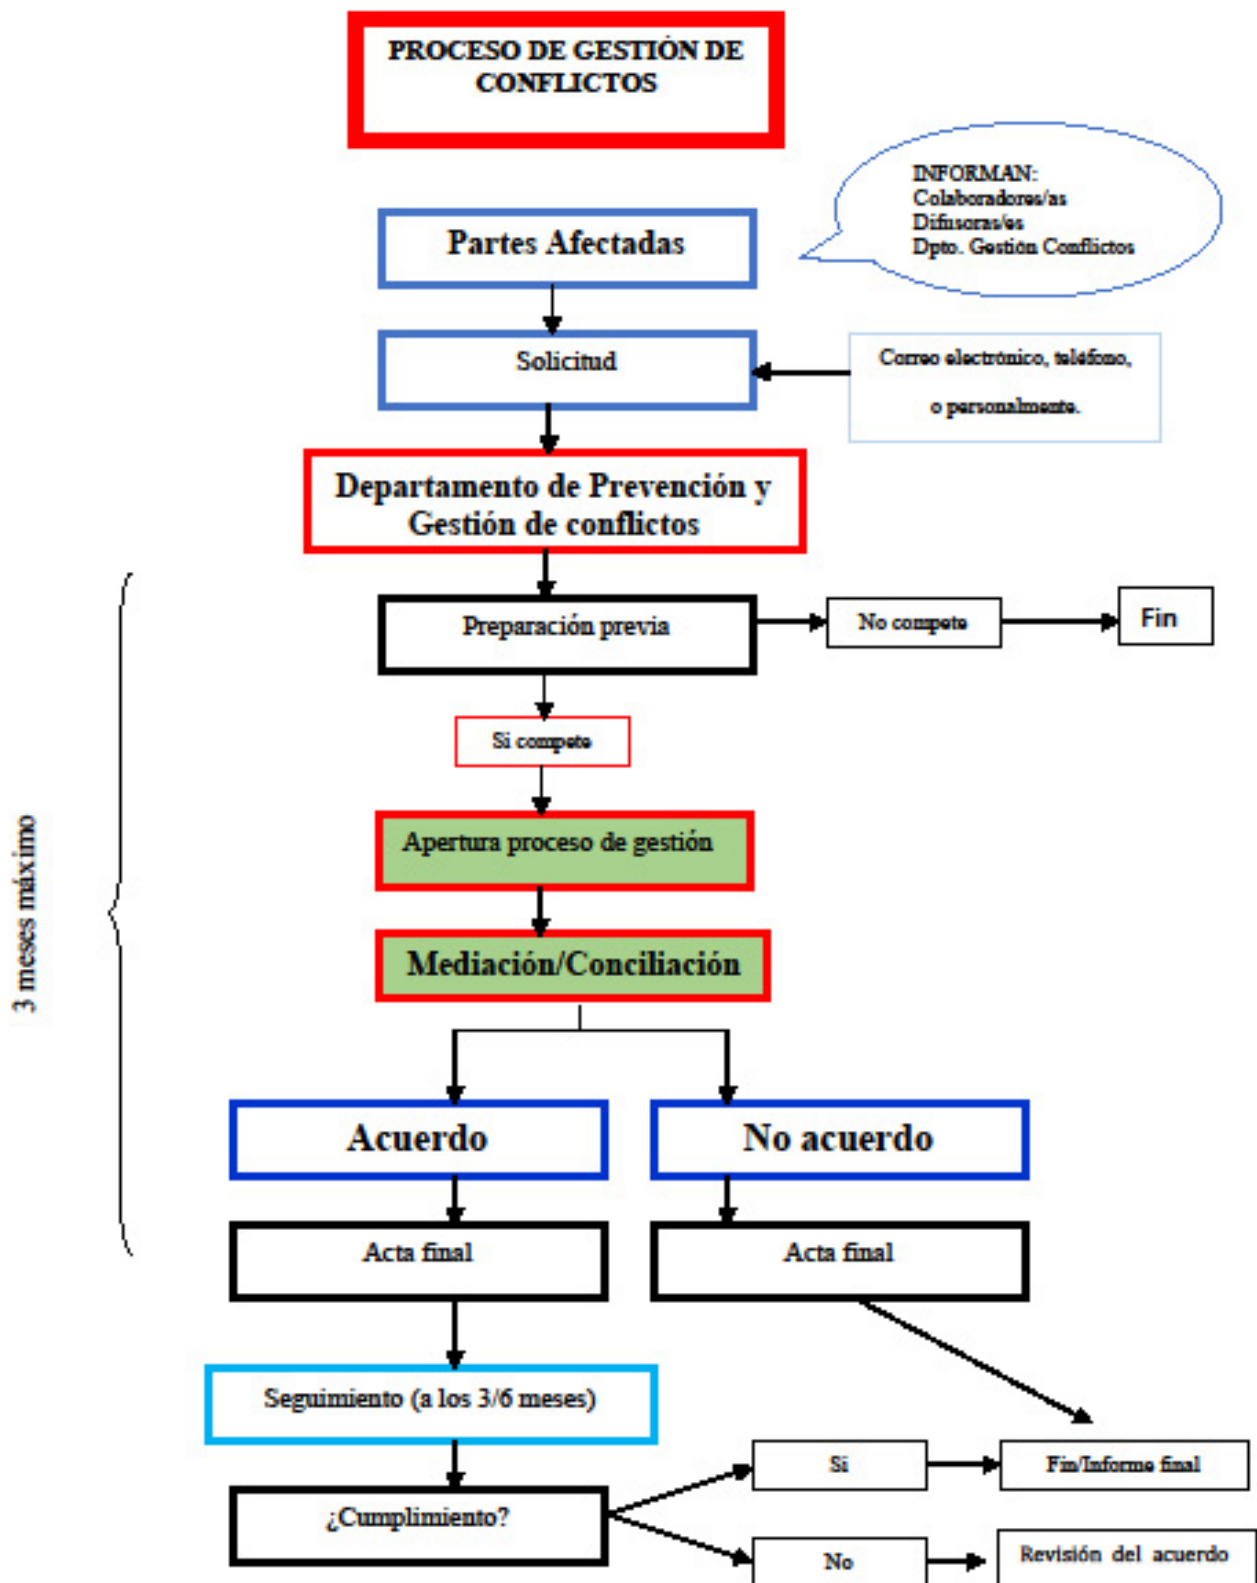 PROCESO DE GESTIÓN DE
CONFLICTOS
INFORMAN:
Colaboradores/as
Difusoras/es
Dpto. Gestión Conflictos
Partes Afectadas
Solicitud
Correo electrónico, teléfono,
o personalmente.
Departamento de Prevención y
Gestión de conflictos
Preparación previa
No compete
Fin
Si compete
Apertura proceso de gestión
3 meses máximo
Mediación/Conciliación
Acuerdo
No acuerdo
Acta final
Acta final
Seguimiento (a los 3/6 meses)
Si
Fin/Informe final
¿Cumplimiento?
No
Revisión del acuerdo